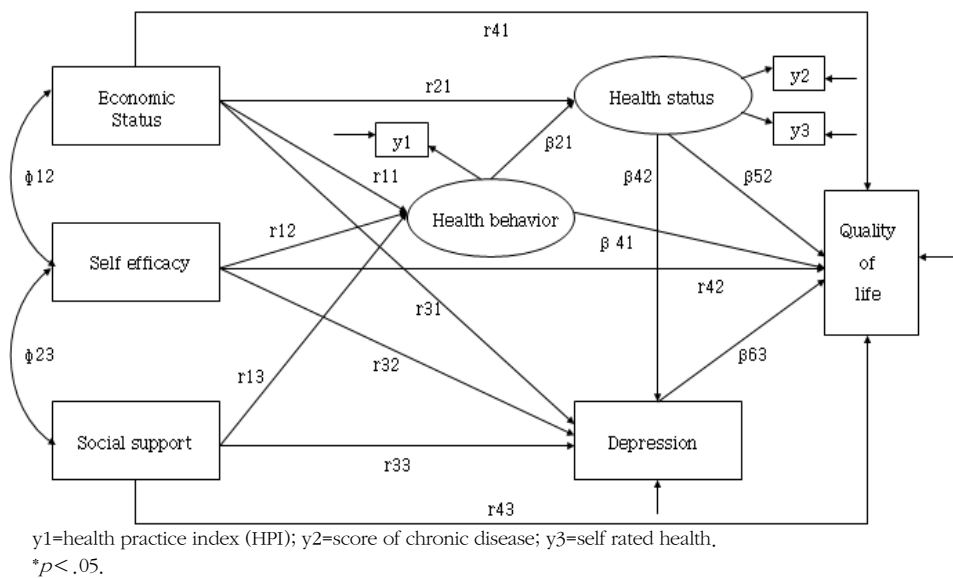 r41
Economic
Status
r21
Health status
y2
y3
y1
β21
ϕ12
r11
β42
β52
Health behavior
r12
β 41
Quality
of
life
Self efficacy
r42
r31
ϕ23
r32
β63
r13
Social support
Depression
r33
r43
y1=health practice index (HPI); y2=score of chronic disease; y3=self rated health.
*p< .05.